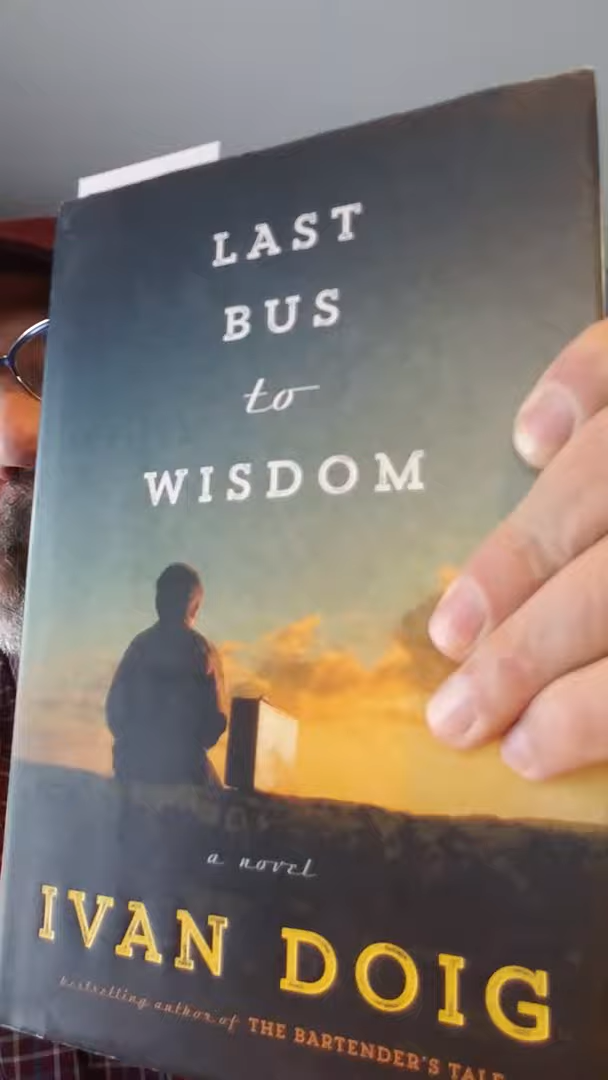 LAST
BUS
to
WISDOM
a novel
IVAN DOIG
bestselling author of THE BARTENDER'S TALE